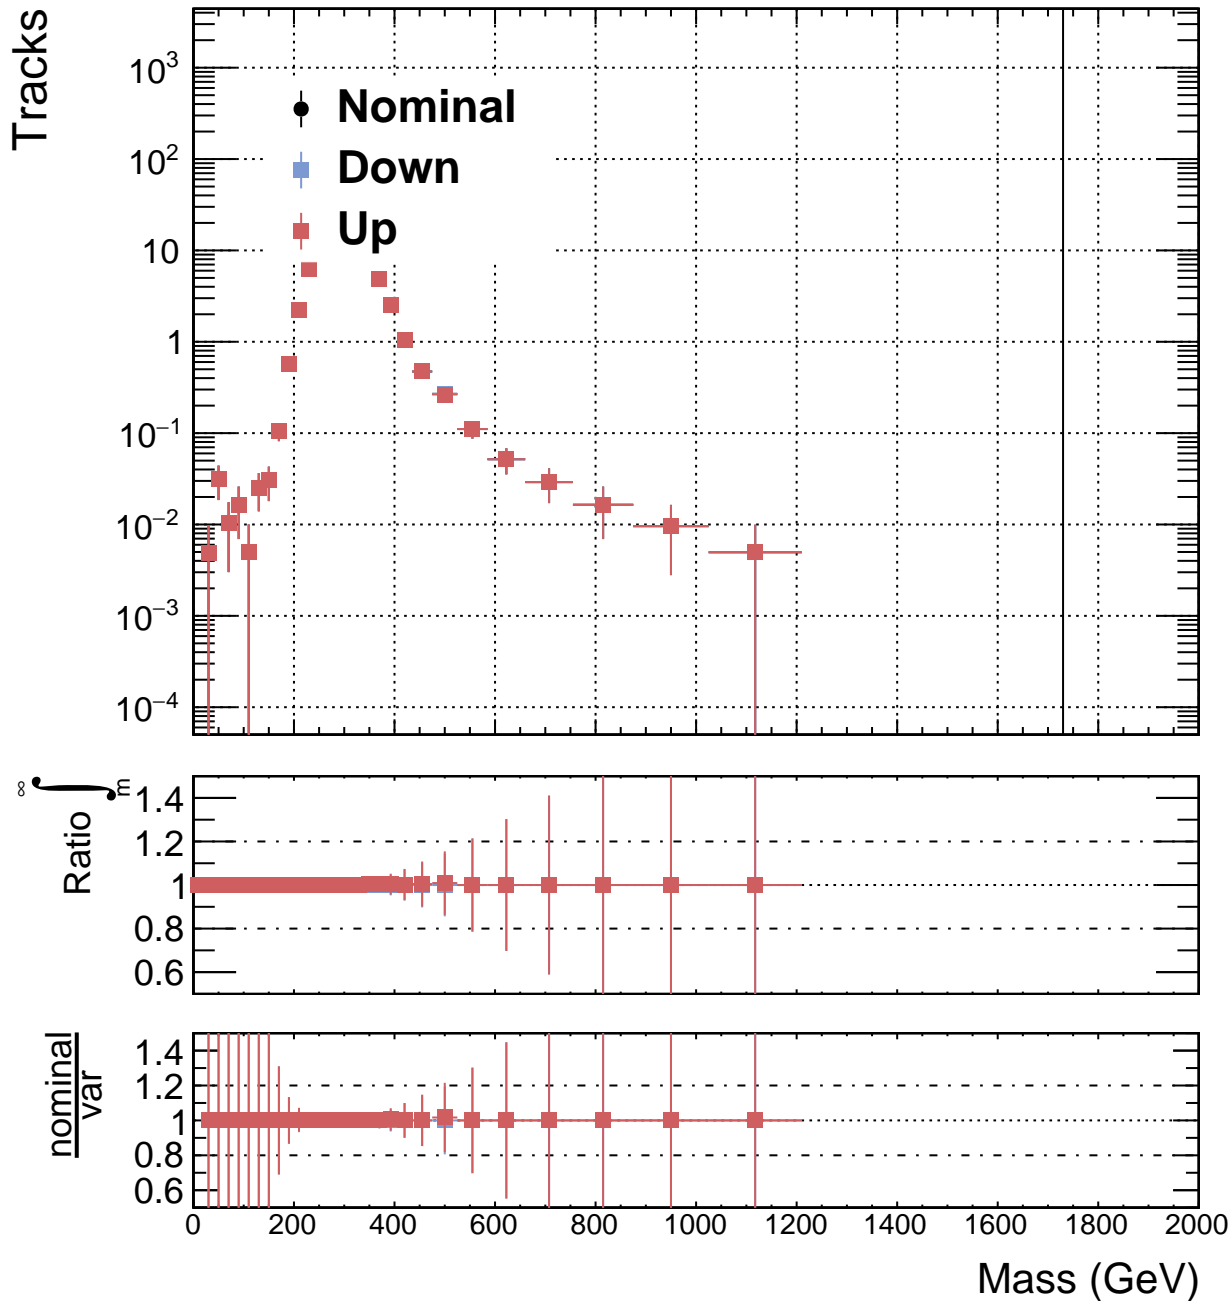 Tracks
10³
10²
10
1
10⁻¹
10⁻²
10⁻³
10⁻⁴
Nominal
Down
Up
Ratio ∫ₘ^∞
1.4
1.2
1
0.8
0.6
nominal
var
1.4
1.2
1
0.8
0.6
0 200 400 600 800 1000 1200 1400 1600 1800 2000
Mass (GeV)